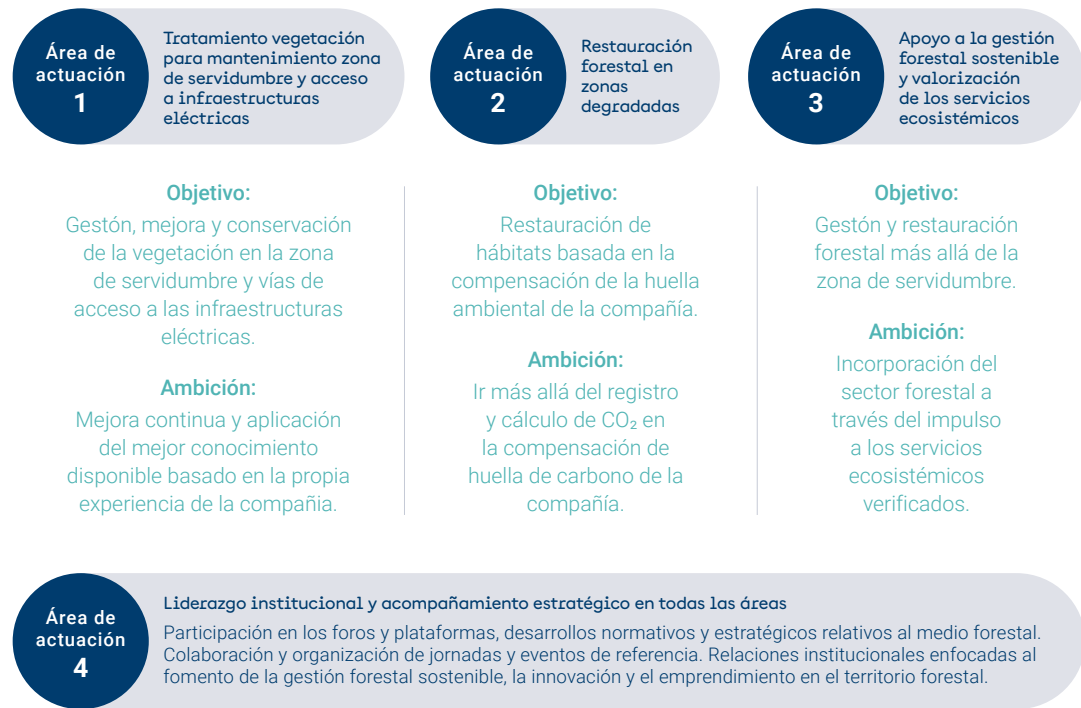 Área de
actuación
1
Tratamiento vegetación
para mantenimiento zona
de servidumbre y acceso
a infraestructuras
eléctricas
Área de
actuación
2
Restauración
forestal en
zonas
degradadas
Área de
actuación
3
Apoyo a la gestión
forestal sostenible
y valorización
de los servicios
ecosistémicos
Objetivo:
Gestón, mejora y conservación
de la vegetación en la zona
de servidumbre y vías de
acceso a las infraestructuras
eléctricas.
Ambición:
Mejora continua y aplicación
del mejor conocimiento
disponible basado en la propia
experiencia de la compañia.
Objetivo:
Restauración de
hábitats basada en la
compensación de la huella
ambiental de la compañía.
Ambición:
Ir más allá del registro
y cálculo de CO₂ en
la compensación de
huella de carbono de la
compañía.
Objetivo:
Gestión y restauración
forestal más allá de la
zona de servidumbre.
Ambición:
Incorporación del
sector forestal a
través del impulso
a los servicios
ecosistémicos
verificados.
Área de
actuación
4
Liderazgo institucional y acompañamiento estratégico en todas las áreas
Participación en los foros y plataformas, desarrollos normativos y estratégicos relativos al medio forestal.
Colaboración y organización de jornadas y eventos de referencia. Relaciones institucionales enfocadas al
fomento de la gestión forestal sostenible, la innovación y el emprendimiento en el territorio forestal.